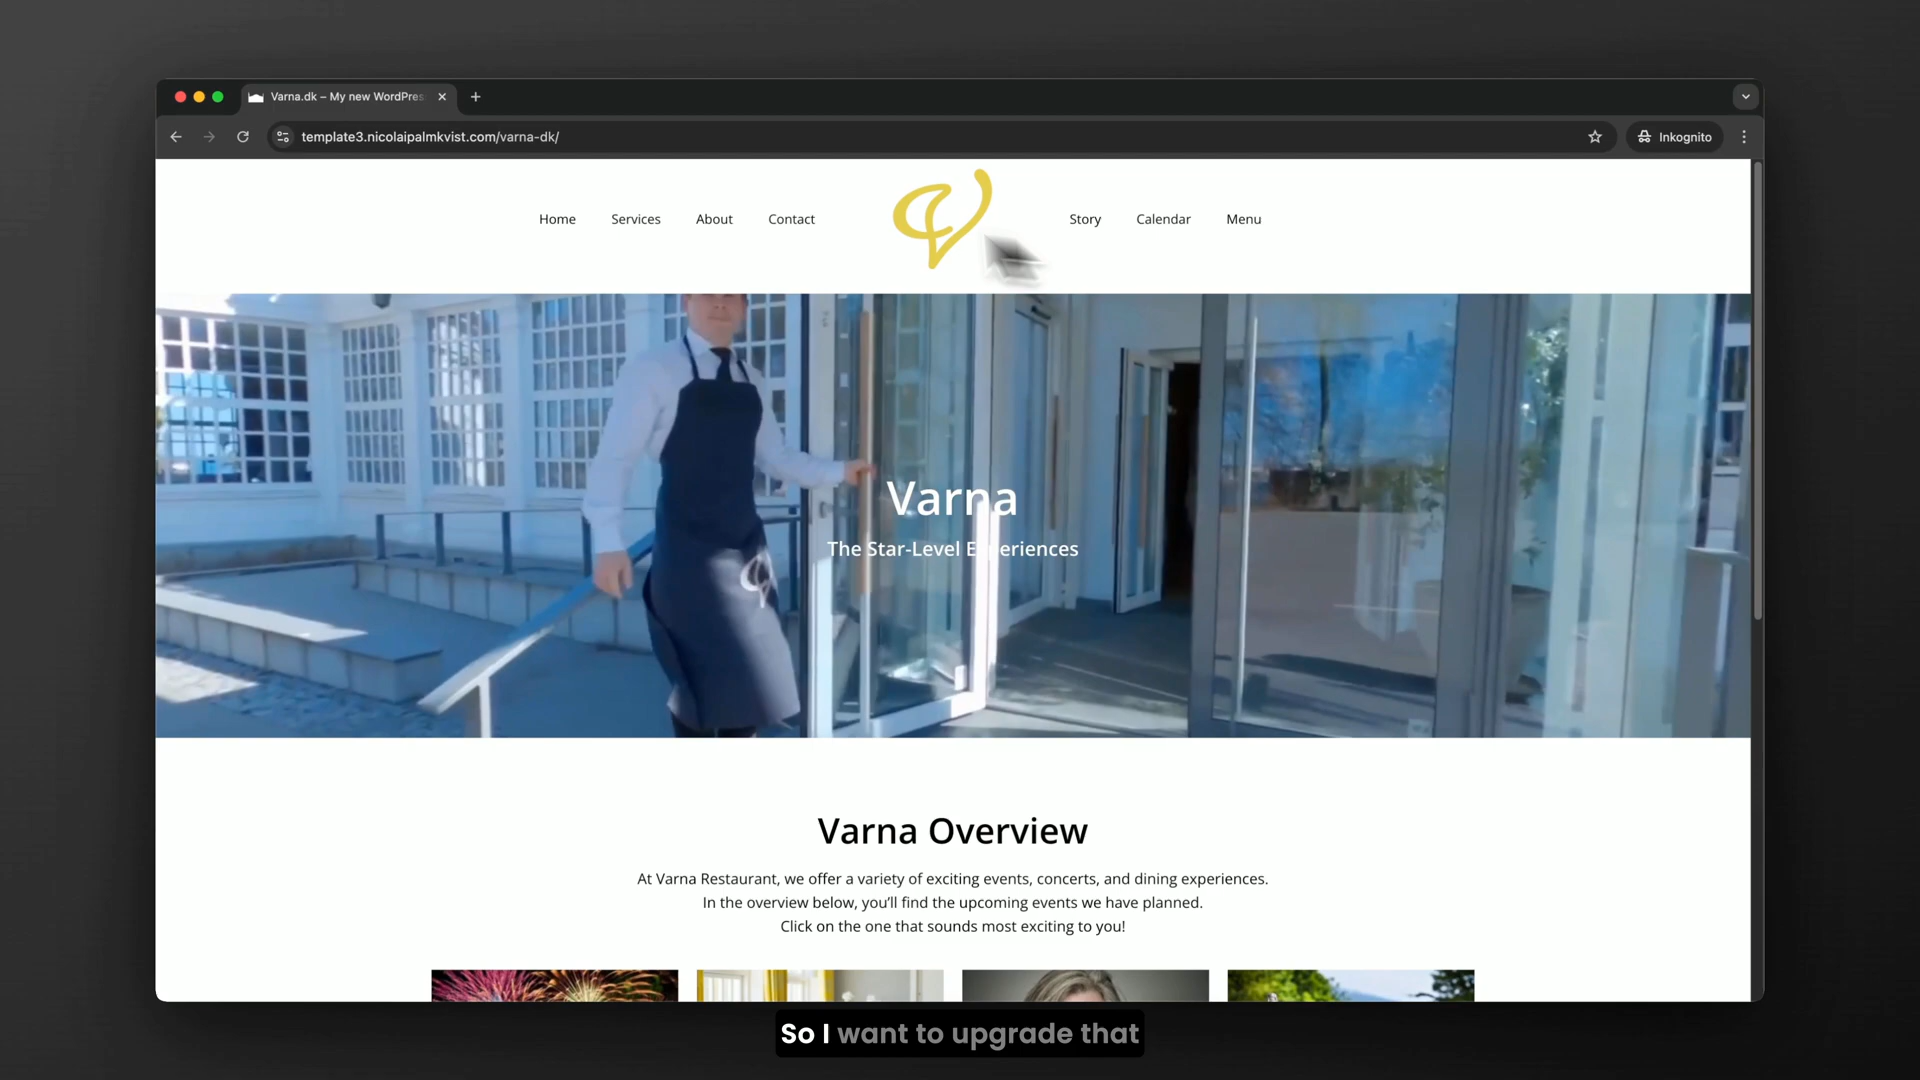 Varna.dk – My new WordPres
template3.nicolaipalmkvist.com/varna-dk/
Inkognito
Home Services About Contact Story Calendar Menu
Varna
The Star-Level Experiences
Varna Overview
At Varna Restaurant, we offer a variety of exciting events, concerts, and dining experiences.
In the overview below, you’ll find the upcoming events we have planned.
Click on the one that sounds most exciting to you!
So I want to upgrade that